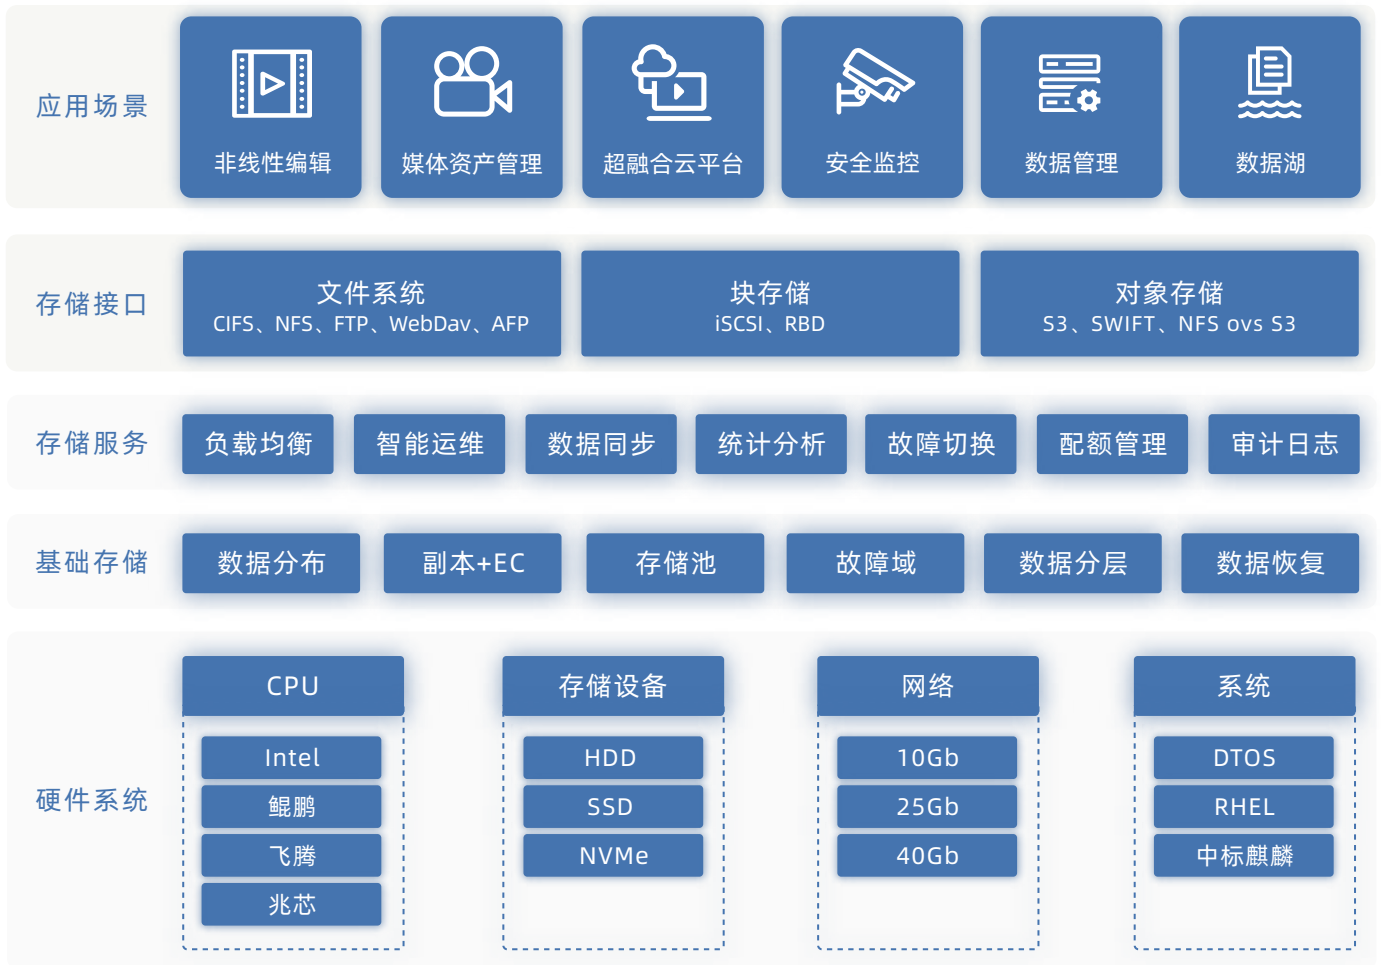 应用场景
非线性编辑
媒体资产管理
超融合云平台
安全监控
数据管理
数据湖
存储接口
文件系统
CIFS、NFS、FTP、WebDav、AFP
块存储
iSCSI、RBD
对象存储
S3、SWIFT、NFS ovs S3
存储服务
负载均衡
智能运维
数据同步
统计分析
故障切换
配额管理
审计日志
基础存储
数据分布
副本+EC
存储池
故障域
数据分层
数据恢复
硬件系统
CPU
Intel
鲲鹏
飞腾
兆芯
存储设备
HDD
SSD
NVMe
网络
10Gb
25Gb
40Gb
系统
DTOS
RHEL
中标麒麟